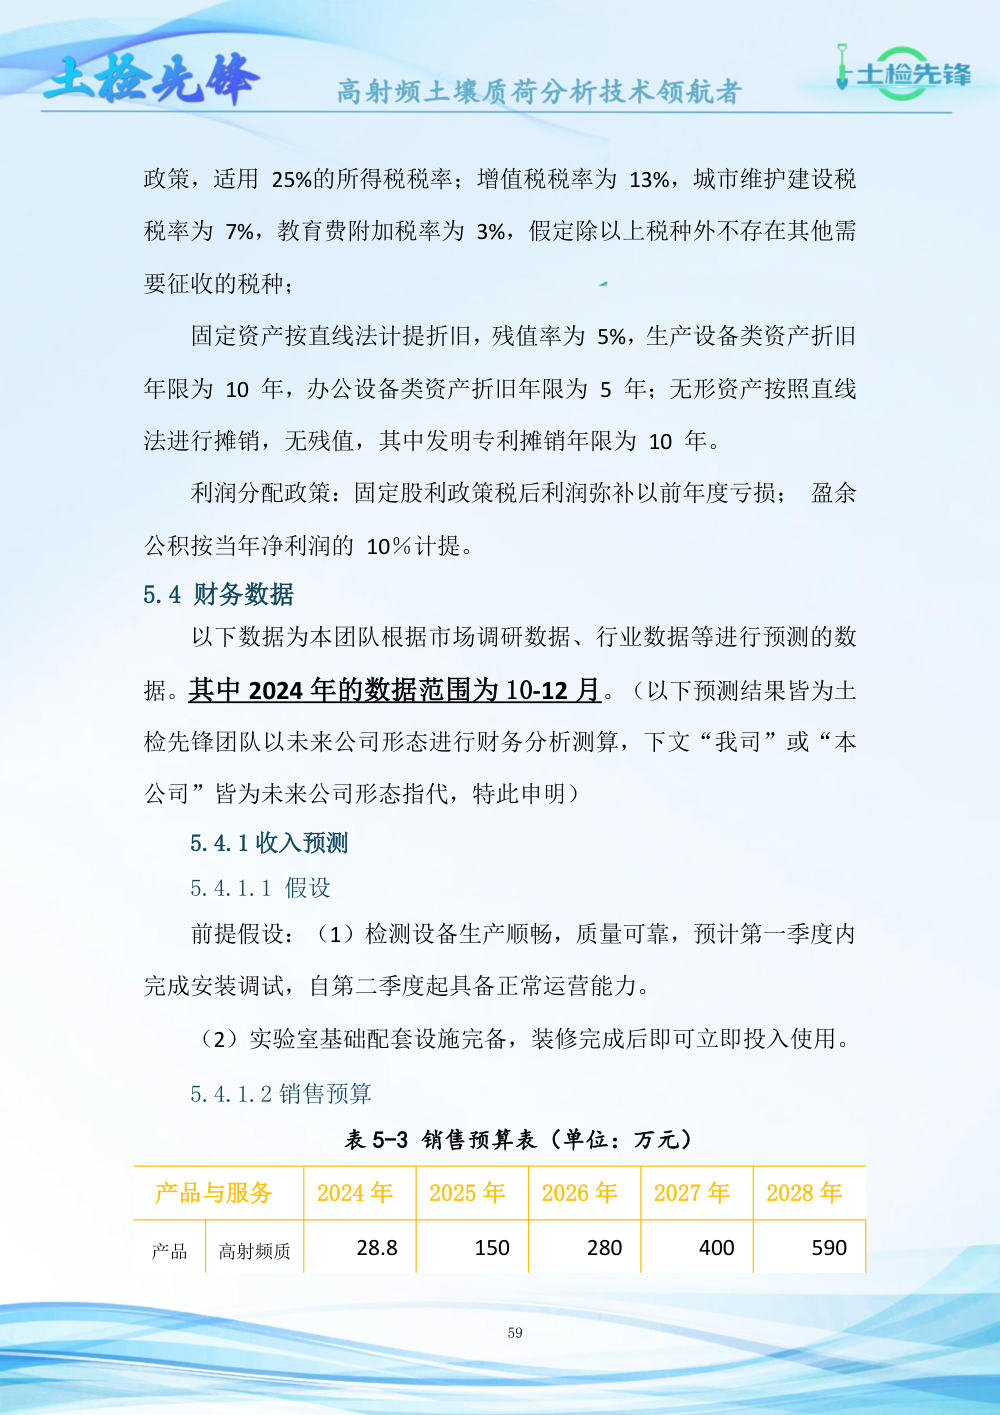 土检先锋
高射频土壤质荷分析技术领航者
土检先锋
政策，适用 25%的所得税税率；增值税税率为 13%，城市维护建设税
税率为 7%，教育费附加税率为 3%，假定除以上税种外不存在其他需
要征收的税种；
固定资产按直线法计提折旧，残值率为 5%，生产设备类资产折旧
年限为 10 年，办公设备类资产折旧年限为 5 年；无形资产按照直线
法进行摊销，无残值，其中发明专利摊销年限为 10 年。
利润分配政策：固定股利政策税后利润弥补以前年度亏损； 盈余
公积按当年净利润的 10%计提。
5.4 财务数据
以下数据为本团队根据市场调研数据、行业数据等进行预测的数
据。其中 2024 年的数据范围为 10-12 月。（以下预测结果皆为土
检先锋团队以未来公司形态进行财务分析测算，下文“我司”或“本
公司”皆为未来公司形态指代，特此申明）
5.4.1收入预测
5.4.1.1 假设
前提假设：（1）检测设备生产顺畅，质量可靠，预计第一季度内
完成安装调试，自第二季度起具备正常运营能力。
（2）实验室基础配套设施完备，装修完成后即可立即投入使用。
5.4.1.2销售预算
表 5-3 销售预算表（单位：万元）
产品与服务 2024 年 2025 年 2026 年 2027 年 2028 年
产品 高射频质 28.8 150 280 400 590
59